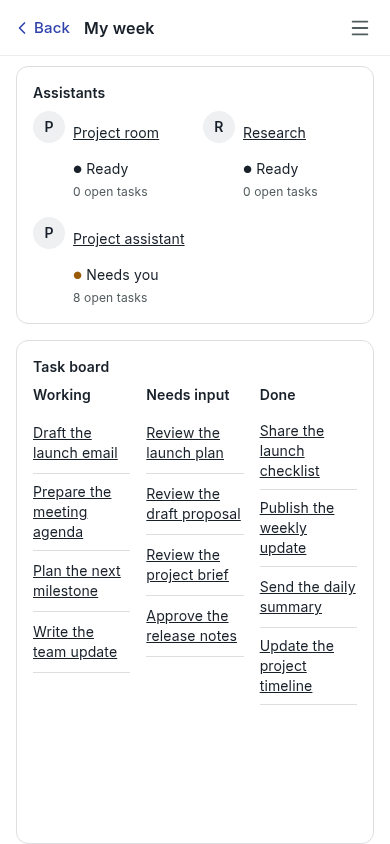 Back
My week
Assistants
P
Project room
Ready
0 open tasks
R
Research
Ready
0 open tasks
P
Project assistant
Needs you
8 open tasks
Task board
Working
Draft the
launch email
Prepare the
meeting
agenda
Plan the next
milestone
Write the
team update
Needs input
Review the
launch plan
Review the
draft proposal
Review the
project brief
Approve the
release notes
Done
Share the
launch
checklist
Publish the
weekly
update
Send the daily
summary
Update the
project
timeline